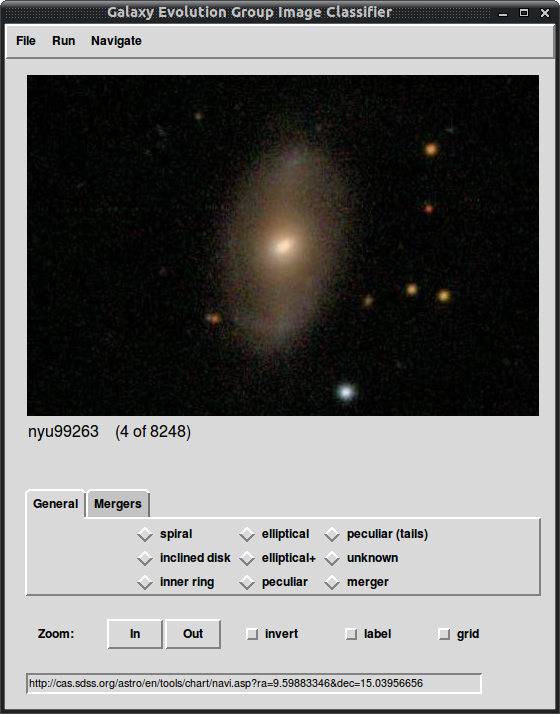 Galaxy Evolution Group Image Classifier
File Run Navigate
nyu99263 (4 of 8248)
General Mergers
spiral elliptical peculiar (tails)
inclined disk elliptical+ unknown
inner ring peculiar merger
Zoom: In Out invert label grid
http://cas.sdss.org/astro/en/tools/chart/navi.asp?ra=9.59883346&dec=15.03956656